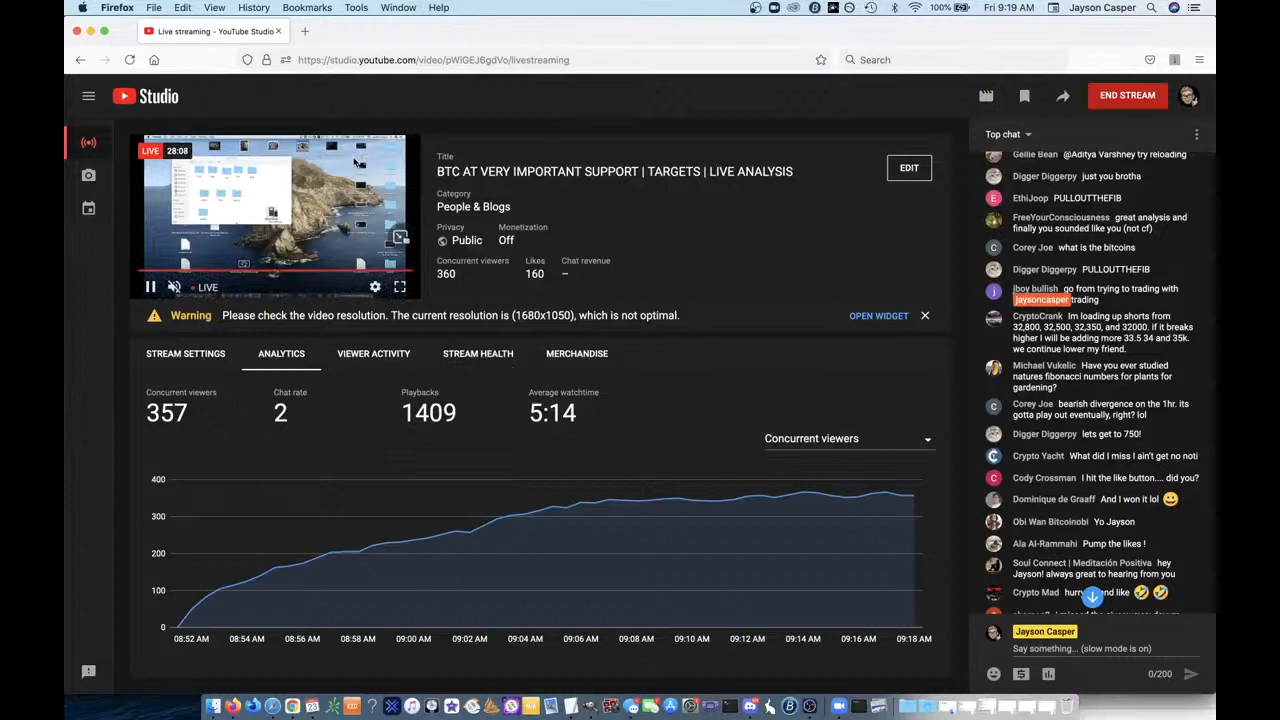 Firefox File Edit View History Bookmarks Tools Window Help 100% Fri 9:19 AM Jayson Casper
Live streaming - YouTube Studio
https://studio.youtube.com/video/pWiGEJ6gdVo/livestreaming
Search
Studio
END STREAM
LIVE 28:08
LIVE
Title
BTC AT VERY IMPORTANT SUPPORT | TARGETS | LIVE ANALYSIS
EDIT
Category
People & Blogs
Privacy Monetization
Public Off
Concurrent viewers Likes Chat revenue
360 160 –
Warning Please check the video resolution. The current resolution is (1680x1050), which is not optimal.
OPEN WIDGET
STREAM SETTINGS ANALYTICS VIEWER ACTIVITY STREAM HEALTH MERCHANDISE
Concurrent viewers Chat rate Playbacks Average watchtime
357 2 1409 5:14
Concurrent viewers
400
300
200
100
0
08:52 AM 08:54 AM 08:56 AM 08:58 AM 09:00 AM 09:02 AM 09:04 AM 09:06 AM 09:08 AM 09:10 AM 09:12 AM 09:14 AM 09:16 AM 09:18 AM
Top chat
Gellie Bean @Aditya Varshney try reloading
Digger Diggerpy just you brotha
EthiJoop PULLOUTTHEFIB
FreeYourConsciousness great analysis and
finally you sounded like you (not cf)
Corey Joe what is the bitcoins
Digger Diggerpy PULLOUTTHEFIB
jboy bullish go from trying to trading with
jaysoncasper trading
CryptoCrank Im loading up shorts from
32,800, 32,500, 32,350, and 32000. if it breaks
higher I will be adding more 33.5 34 and 35k.
we continue lower my friend.
Michael Vukelic Have you ever studied
natures fibonacci numbers for plants for
gardening?
Corey Joe bearish divergence on the 1hr. its
gotta play out eventually, right? lol
Digger Diggerpy lets get to 750!
Crypto Yacht What did I miss I ain't get no noti
Cody Crossman I hit the like button.... did you?
Dominique de Graaff And I won it lol
Obi Wan Bitcoinobi Yo Jayson
Ala Al-Rammahi Pump the likes !
Soul Connect | Meditación Positiva hey
Jayson! always great to hearing from you
Crypto Mad like
Jayson Casper
Say something... (slow mode is on)
0/200